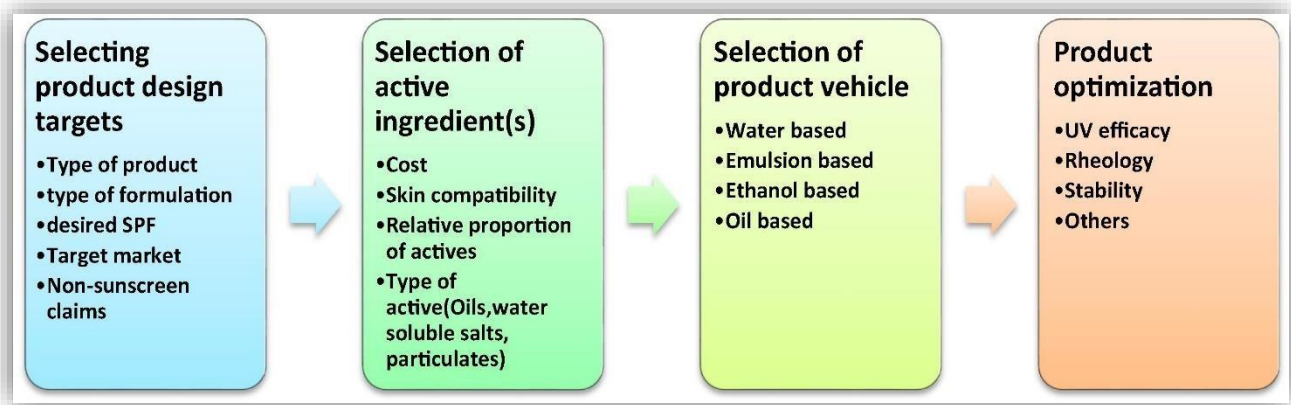 Selecting
product design
targets
•Type of product
•type of formulation
•desired SPF
•Target market
•Non-sunscreen
claims
Selection of
active
ingredient(s)
•Cost
•Skin compatibility
•Relative proportion
of actives
•Type of
active(Oils,water
soluble salts,
particulates)
Selection of
product vehicle
•Water based
•Emulsion based
•Ethanol based
•Oil based
Product
optimization
•UV efficacy
•Rheology
•Stability
•Others